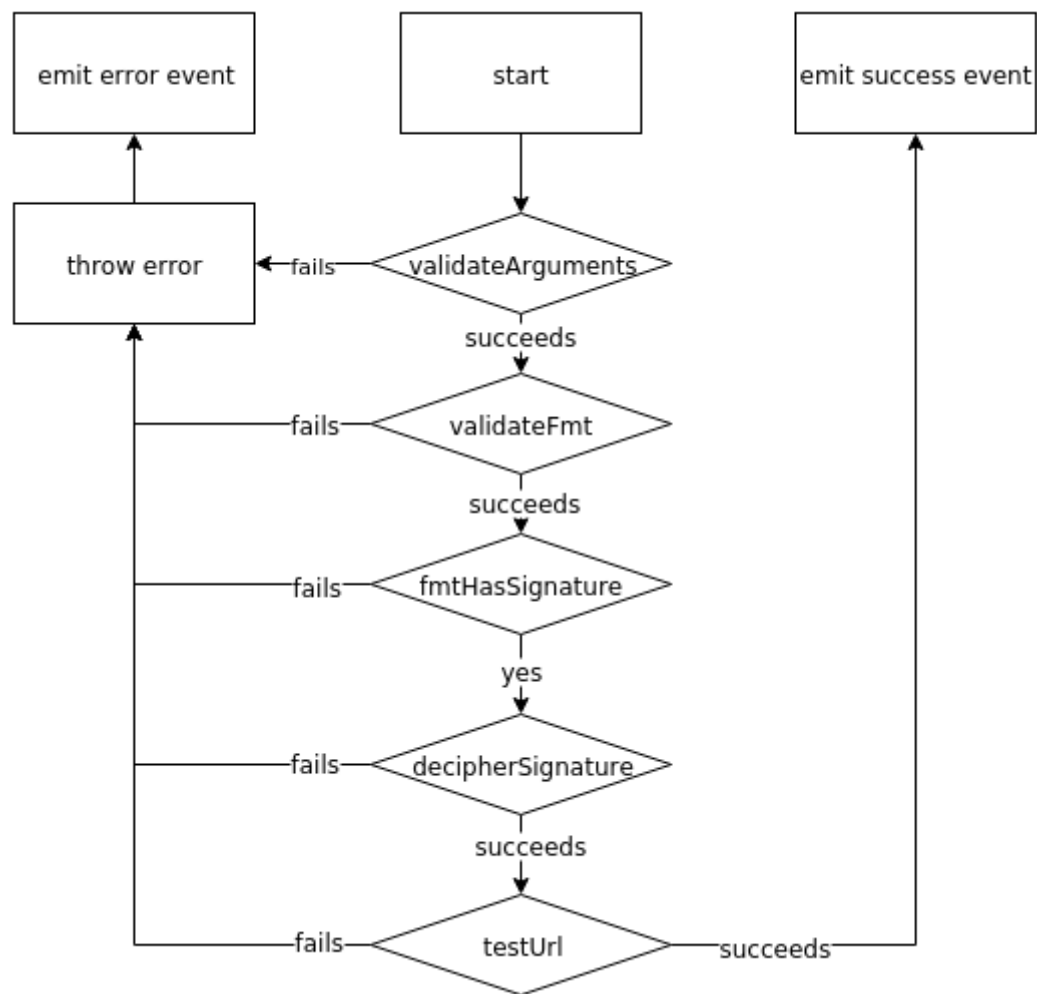 emit error event
start
emit success event
throw error
fails
validateArguments
succeeds
fails
validateFmt
succeeds
fails
fmtHasSignature
yes
fails
decipherSignature
succeeds
fails
testUrl
succeeds